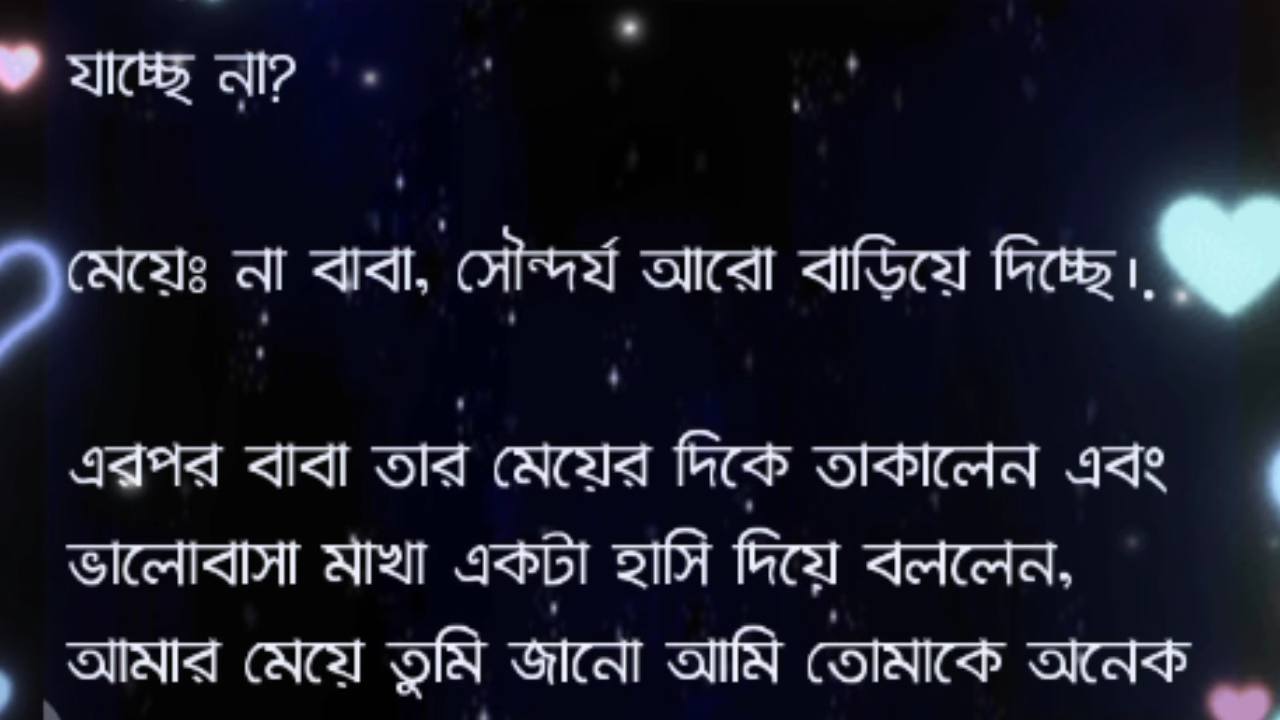 যাচ্ছে না?
মেয়েঃ না বাবা, সৌন্দর্য আরো বাড়িয়ে দিচ্ছে।.
এরপর বাবা তার মেয়ের দিকে তাকালেন এবং
ভালোবাসা মাখা একটা হাসি দিয়ে বললেন,
আমার মেয়ে তুমি জানো আমি তোমাকে অনেক